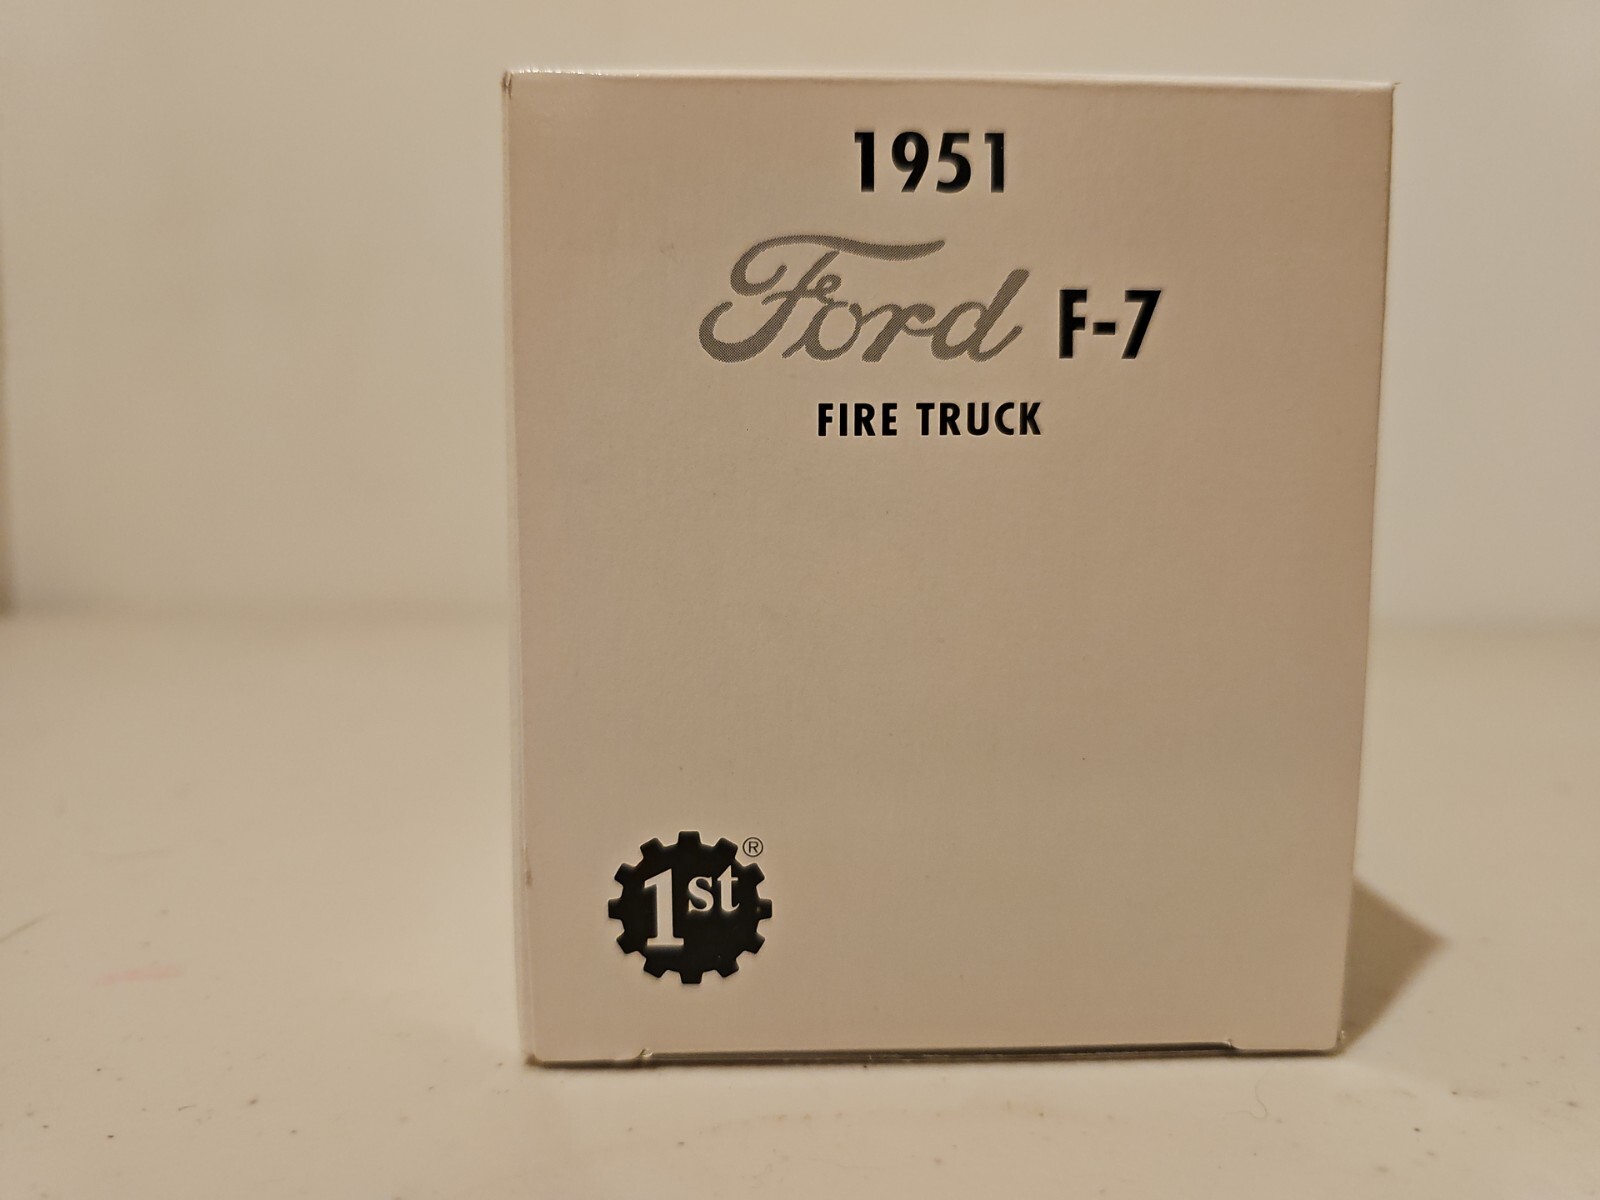 1951
Ford F-7
FIRE TRUCK
1st ®